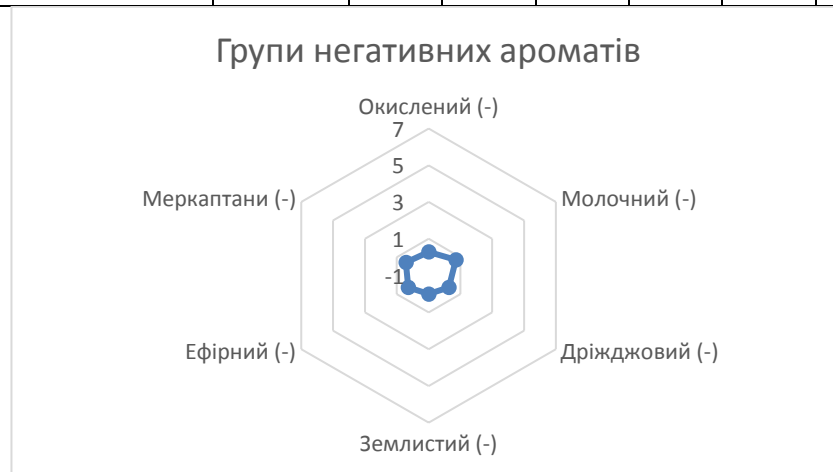 Групи негативних ароматів
Окислений (-)
7
5
3
1
-1
Меркаптани (-)
Молочний (-)
Ефірний (-)
Дріжджовий (-)
Землистий (-)